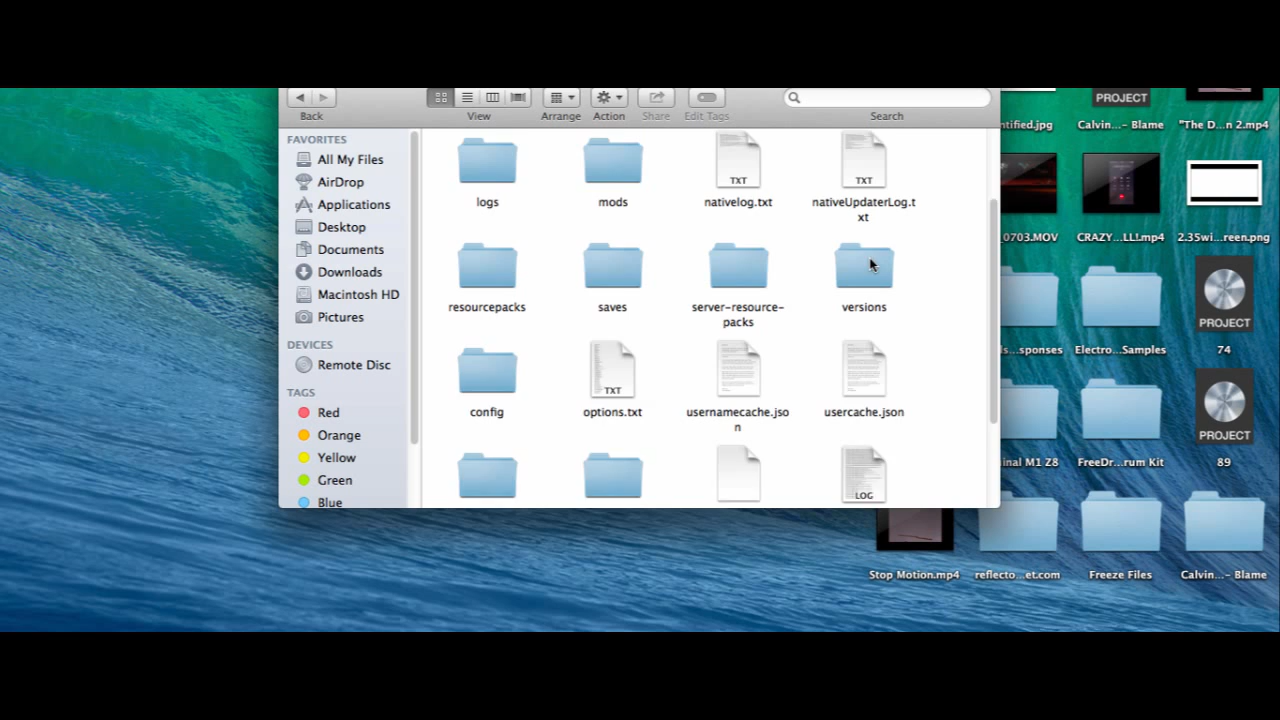 Back
View
Arrange
Action
Share
Edit Tags
Search
FAVORITES
All My Files
AirDrop
Applications
Desktop
Documents
Downloads
Macintosh HD
Pictures
DEVICES
Remote Disc
TAGS
Red
Orange
Yellow
Green
Blue
TXT
TXT
logs
mods
nativelog.txt
nativeUpdaterLog.t
xt
resourcepacks
saves
server-resource-
packs
versions
TXT
config
options.txt
usernamecache.jso
n
usercache.json
LOG
PROJECT
ntified.jpg
Calvin...- Blame
"The D...n 2.mp4
_0703.MOV
CRAZY...LL!.mp4
2.35wi...reen.png
PROJECT
ls...sponses
Electro...Samples
74
PROJECT
inal M1 Z8
FreeDr...rum Kit
89
Stop Motion.mp4
reflecto...et.com
Freeze Files
Calvin...- Blame